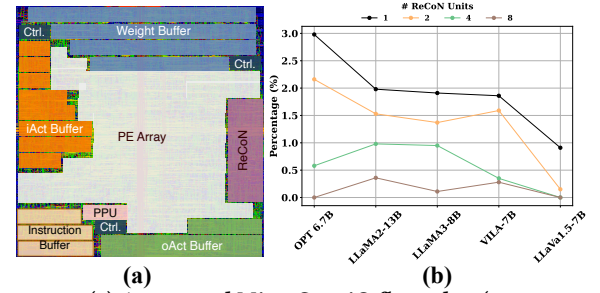 Ctrl.
Weight Buffer
Ctrl.
iAct Buffer
PE Array
ReCoN
PPU
Instruction
Buffer
Ctrl.
oAct Buffer
(a)
# ReCoN Units
1 2 4 8
Percentage (%)
3.0
2.5
2.0
1.5
1.0
0.5
0.0
OPT 6.7B
LLaMA2-13B
LLaMA3-8B
VILA-7B
LLaVa1.5-7B
(b)